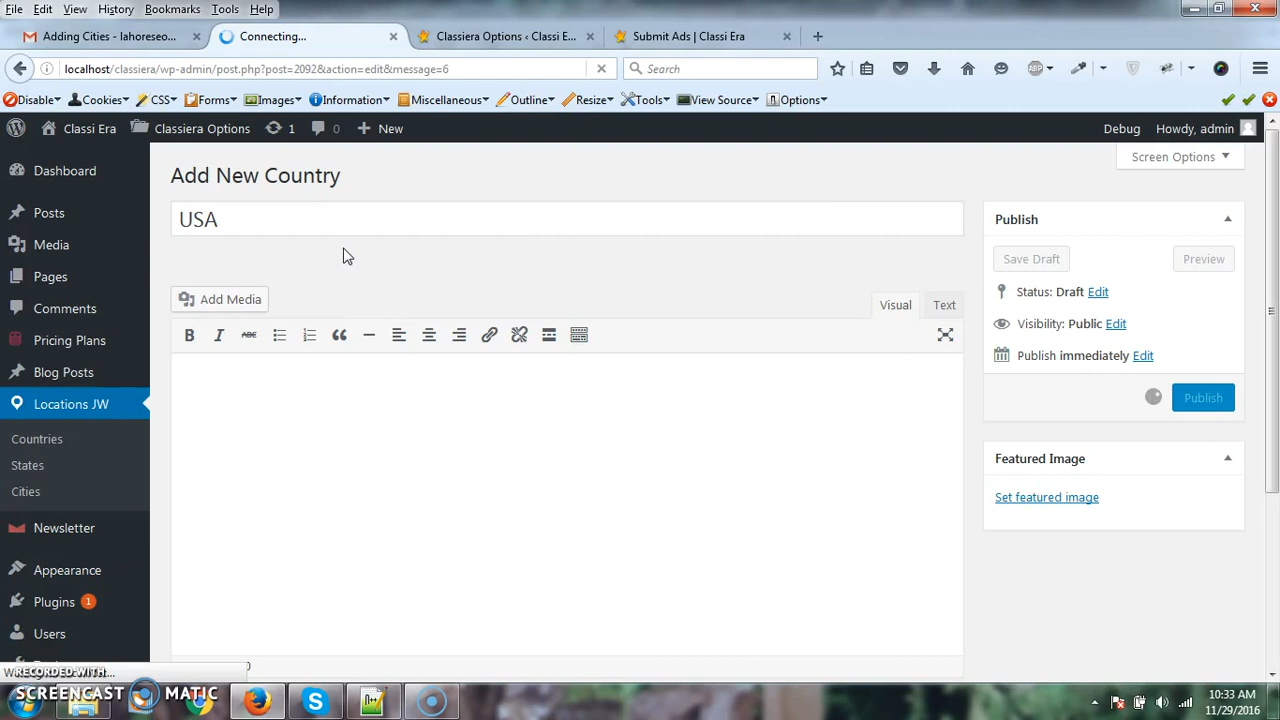 File Edit View History Bookmarks Tools Help
Adding Cities - lahoreseo... Connecting... Classiera Options ‹ Classi E... Submit Ads | Classi Era
localhost/classiera/wp-admin/post.php?post=2092&action=edit&message=6 Search
Disable Cookies CSS Forms Images Information Miscellaneous Outline Resize Tools View Source Options
Classi Era Classiera Options 1 0 New Debug Howdy, admin
Screen Options
Dashboard
Posts
Media
Pages
Comments
Pricing Plans
Blog Posts
Locations JW
Countries
States
Cities
Newsletter
Appearance
Plugins 1
Users
Add New Country
USA
Add Media
Visual Text
B I ABC
Publish
Save Draft Preview
Status: Draft Edit
Visibility: Public Edit
Publish immediately Edit
Publish
Featured Image
Set featured image
RECORDED WITH
SCREENCAST MATIC
10:33 AM
11/29/2016